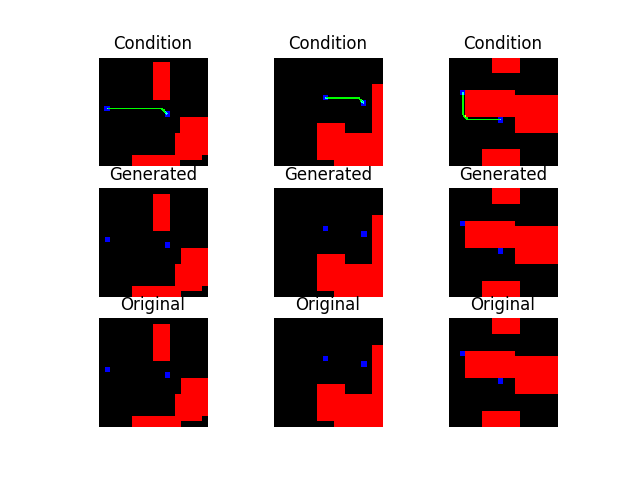 Condition Condition Condition
Generated Generated Generated
Original Original Original